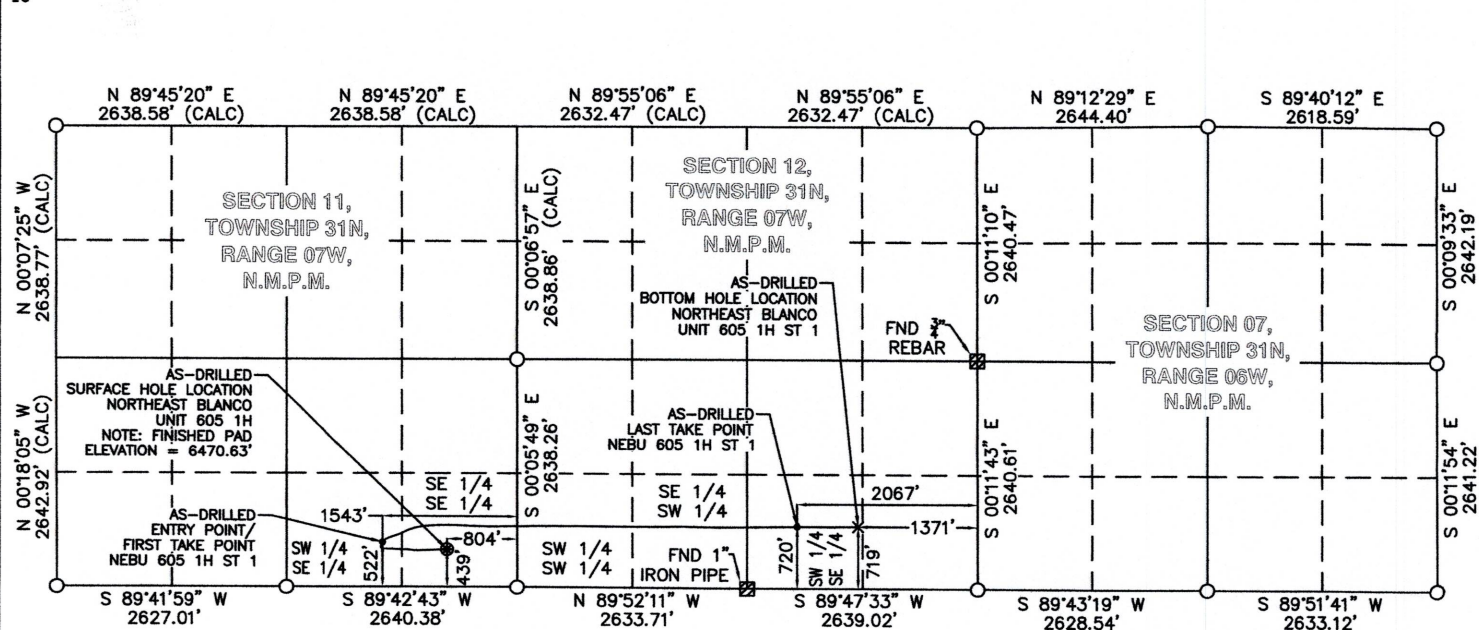 N 89°45'20" E
2638.58' (CALC)
N 89°45'20" E
2638.58' (CALC)
N 89°55'06" E
2632.47' (CALC)
N 89°55'06" E
2632.47' (CALC)
N 89°12'29" E
2644.40'
S 89°40'12" E
2618.59'
N 00°07'25" W
2638.77' (CALC)
SECTION 11,
TOWNSHIP 31N,
RANGE 07W,
N.M.P.M.
S 00°06'57" E
2638.86' (CALC)
SECTION 12,
TOWNSHIP 31N,
RANGE 07W,
N.M.P.M.
S 00°11'10" E
2640.47'
S 00°09'33" E
2642.19'
AS-DRILLED
BOTTOM HOLE LOCATION
NORTHEAST BLANCO
UNIT 605 1H ST 1
FND 3/4"
REBAR
SECTION 07,
TOWNSHIP 31N,
RANGE 06W,
N.M.P.M.
N 00°18'05" W
2642.92' (CALC)
AS-DRILLED
SURFACE HOLE LOCATION
NORTHEAST BLANCO
UNIT 605 1H
NOTE: FINISHED PAD
ELEVATION = 6470.63'
S 00°05'49" E
2638.26'
AS-DRILLED
LAST TAKE POINT
NEBU 605 1H ST 1
S 00°11'43" E
2640.61'
S 00°11'54" E
2641.22'
SE 1/4
SE 1/4
SE 1/4
SW 1/4
2067'
1543'
AS-DRILLED
ENTRY POINT/
FIRST TAKE POINT
NEBU 605 1H ST 1
804'
1371'
SW 1/4
SE 1/4
522'
439'
SW 1/4
SW 1/4
FND 1"
IRON PIPE
720'
SW 1/4
SE 1/4
719'
S 89°41'59" W
2627.01'
S 89°42'43" W
2640.38'
N 89°52'11" W
2633.71'
S 89°47'33" W
2639.02'
S 89°43'19" W
2628.54'
S 89°51'41" W
2633.12'